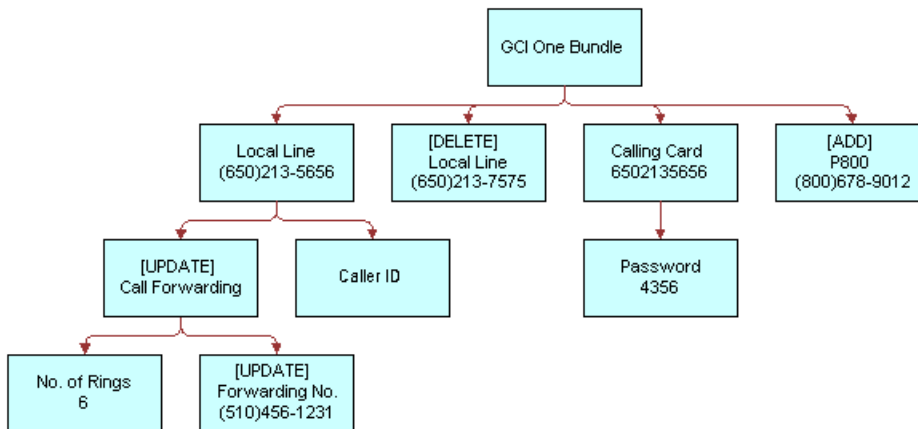 GCI One Bundle
Local Line
(650)213-5656
[DELETE]
Local Line
(650)213-7575
Calling Card
6502135656
[ADD]
P800
(800)678-9012
[UPDATE]
Call Forwarding
Caller ID
Password
4356
No. of Rings
6
[UPDATE]
Forwarding No.
(510)456-1231